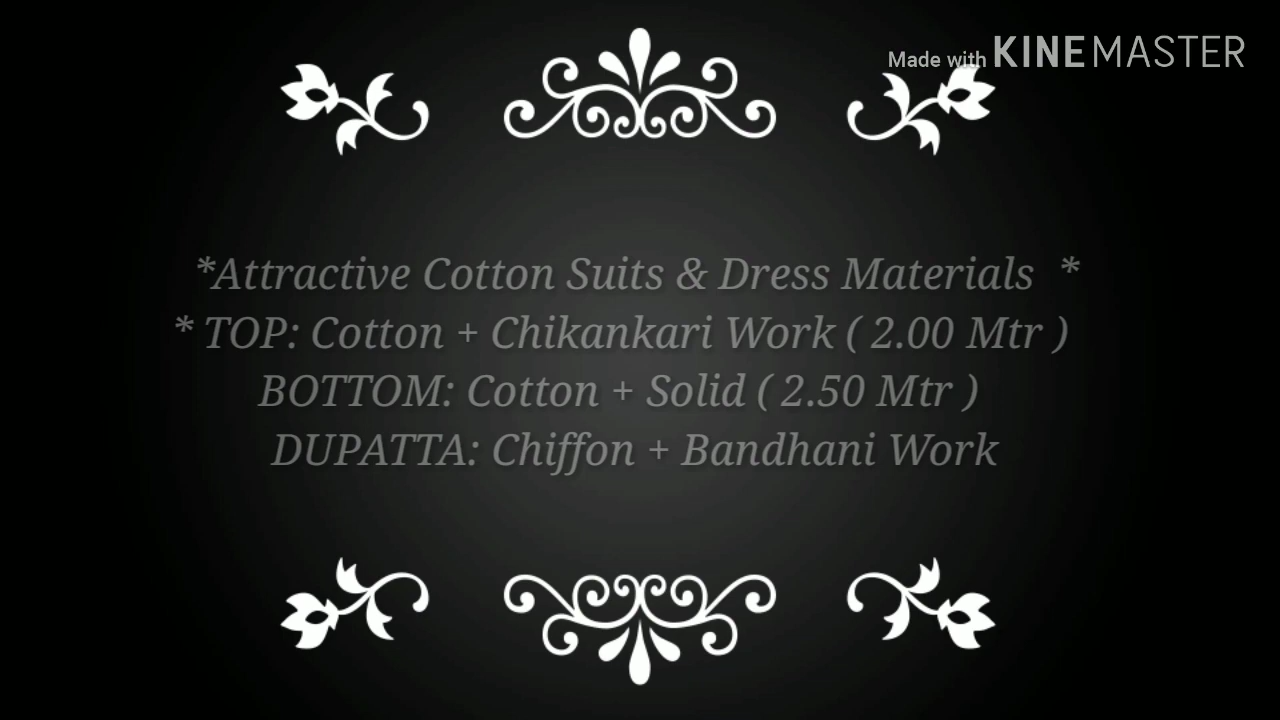 Made with KINEMASTER
*Attractive Cotton Suits & Dress Materials  *
* TOP: Cotton + Chikankari Work ( 2.00 Mtr )
BOTTOM: Cotton + Solid ( 2.50 Mtr )
DUPATTA: Chiffon + Bandhani Work